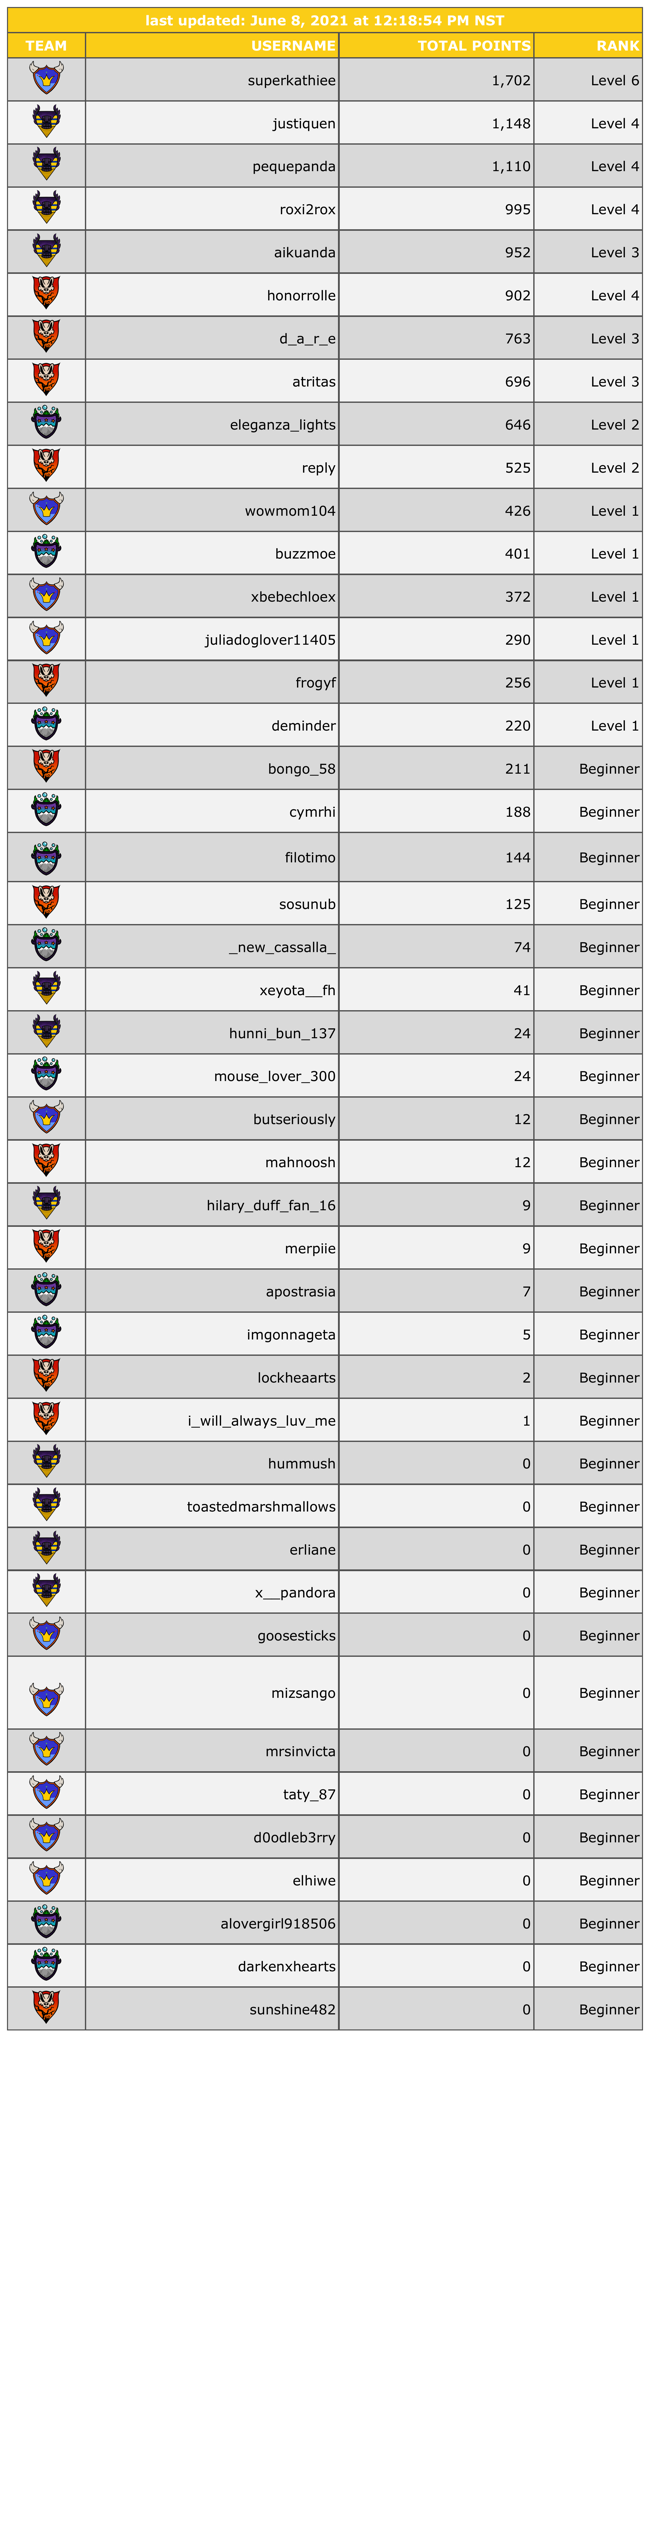 last updated: June 8, 2021 at 12:18:54 PM NST
TEAM USERNAME TOTAL POINTS RANK
superkathiee 1,702 Level 6
justiquen 1,148 Level 4
pequepanda 1,110 Level 4
roxi2rox 995 Level 4
aikuanda 952 Level 3
honorrolle 902 Level 4
d_a_r_e 763 Level 3
atritas 696 Level 3
eleganza_lights 646 Level 2
reply 525 Level 2
wowmom104 426 Level 1
buzzmoe 401 Level 1
xbebechloex 372 Level 1
juliadoglover11405 290 Level 1
frogyf 256 Level 1
deminder 220 Level 1
bongo_58 211 Beginner
cymrhi 188 Beginner
filotimo 144 Beginner
sosunub 125 Beginner
_new_cassalla_ 74 Beginner
xeyota__fh 41 Beginner
hunni_bun_137 24 Beginner
mouse_lover_300 24 Beginner
butseriously 12 Beginner
mahnoosh 12 Beginner
hilary_duff_fan_16 9 Beginner
merpiie 9 Beginner
apostrasia 7 Beginner
imgonnageta 5 Beginner
lockheaarts 2 Beginner
i_will_always_luv_me 1 Beginner
hummush 0 Beginner
toastedmarshmallows 0 Beginner
erliane 0 Beginner
x__pandora 0 Beginner
goosesticks 0 Beginner
mizsango 0 Beginner
mrsinvicta 0 Beginner
taty_87 0 Beginner
d0odleb3rry 0 Beginner
elhiwe 0 Beginner
alovergirl918506 0 Beginner
darkenxhearts 0 Beginner
sunshine482 0 Beginner